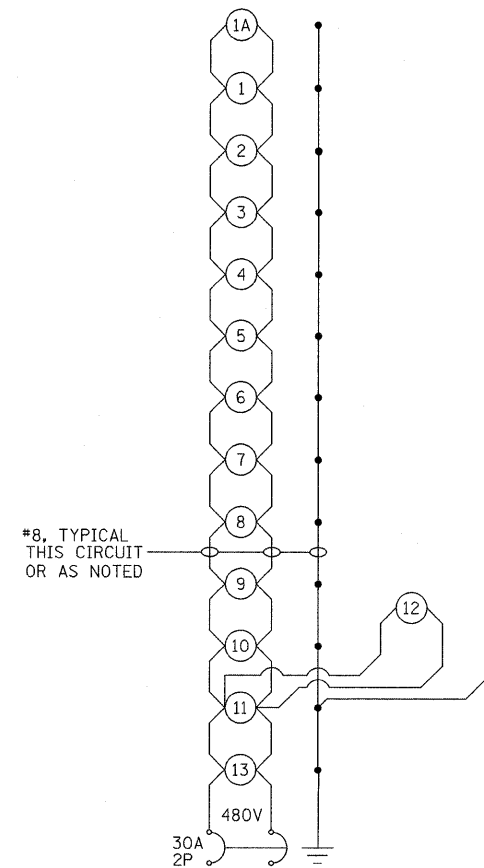 1A
1
2
3
4
5
6
7
8
#8, TYPICAL
THIS CIRCUIT
OR AS NOTED
9
12
10
11
13
480V
30A
2P